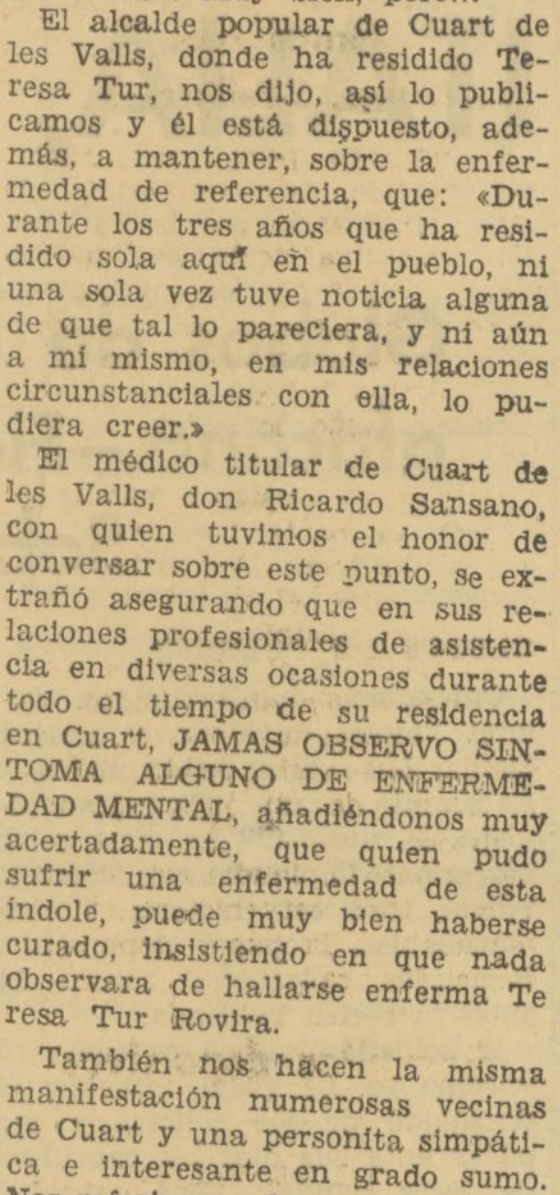 muy bien, pero...
El alcalde popular de Cuart de
les Valls, donde ha residido Te-
resa Tur, nos dijo, así lo publi-
camos y él está dispuesto, ade-
más, a mantener, sobre la enfer-
medad de referencia, que: «Du-
rante los tres años que ha resi-
dido sola aquí en el pueblo, ni
una sola vez tuve noticia alguna
de que tal lo pareciera, y ni aún
a mí mismo, en mis relaciones
circunstanciales con ella, lo pu-
diera creer.»
El médico titular de Cuart de
les Valls, don Ricardo Sansano,
con quien tuvimos el honor de
conversar sobre este punto, se ex-
trañó asegurando que en sus re-
laciones profesionales de asisten-
cia en diversas ocasiones durante
todo el tiempo de su residencia
en Cuart, JAMAS OBSERVO SIN-
TOMA ALGUNO DE ENFERME-
DAD MENTAL, añadiéndonos muy
acertadamente, que quien pudo
sufrir una enfermedad de esta
índole, puede muy bien haberse
curado, insistiendo en que nada
observara de hallarse enferma Te
resa Tur Rovira.
También nos hacen la misma
manifestación numerosas vecinas
de Cuart y una personita simpáti-
ca e interesante en grado sumo.